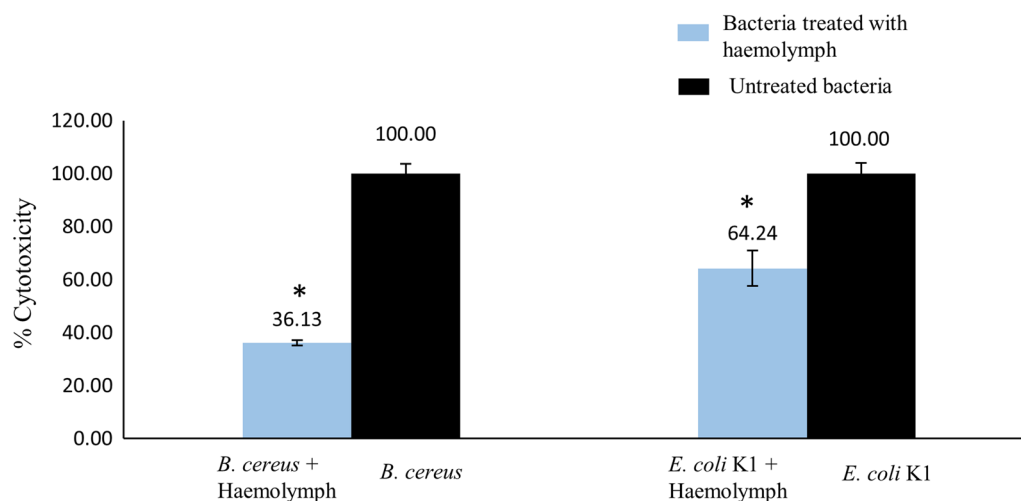 Bacteria treated with
haemolymph
Untreated bacteria
% Cytotoxicity
120.00
100.00
80.00
60.00
40.00
20.00
0.00
*
36.13
100.00
*
64.24
100.00
B. cereus +
Haemolymph
B. cereus
E. coli K1 +
Haemolymph
E. coli K1